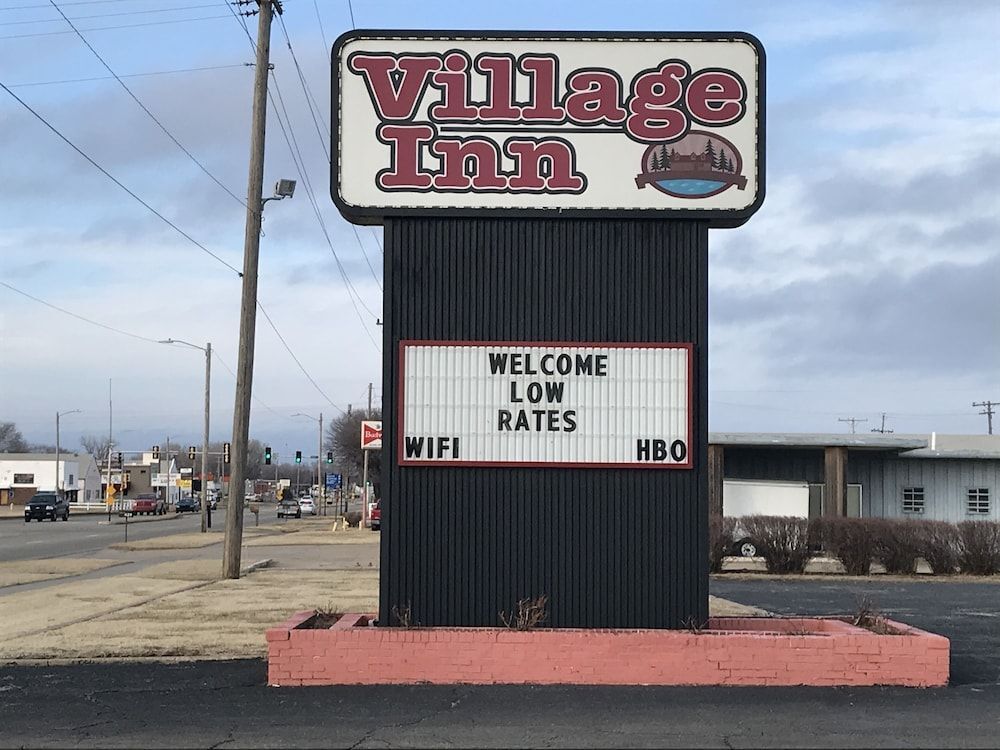 Village
Inn
WELCOME
LOW
RATES
WIFI HBO